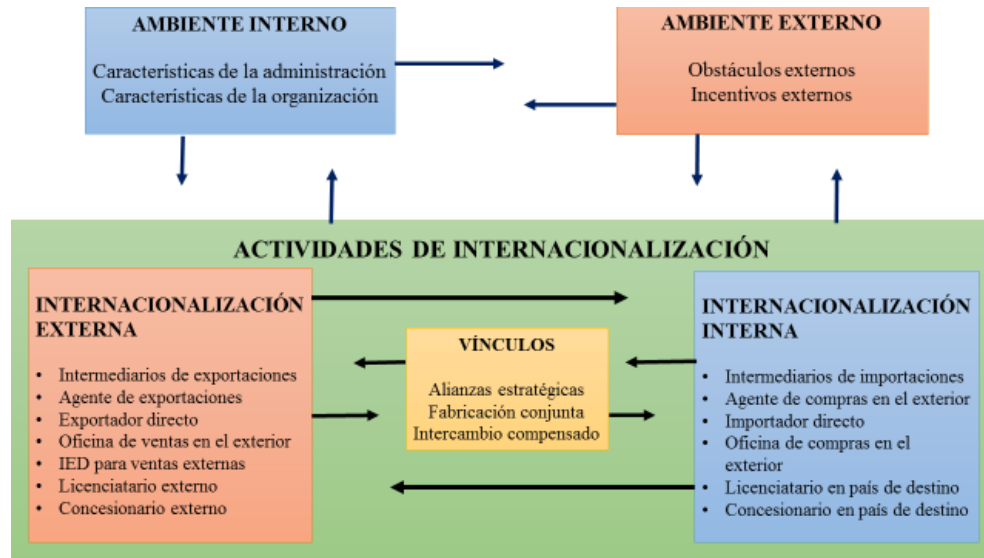 AMBIENTE INTERNO
Características de la administración
Características de la organización
AMBIENTE EXTERNO
Obstáculos externos
Incentivos externos
ACTIVIDADES DE INTERNACIONALIZACIÓN
INTERNACIONALIZACIÓN
EXTERNA
• Intermediarios de exportaciones
• Agente de exportaciones
• Exportador directo
• Oficina de ventas en el exterior
• IED para ventas externas
• Licenciatario externo
• Concesionario externo
VÍNCULOS
Alianzas estratégicas
Fabricación conjunta
Intercambio compensado
INTERNACIONALIZACIÓN
INTERNA
• Intermediarios de importaciones
• Agente de compras en el exterior
• Importador directo
• Oficina de compras en el
exterior
• Licenciatario en país de destino
• Concesionario en país de destino